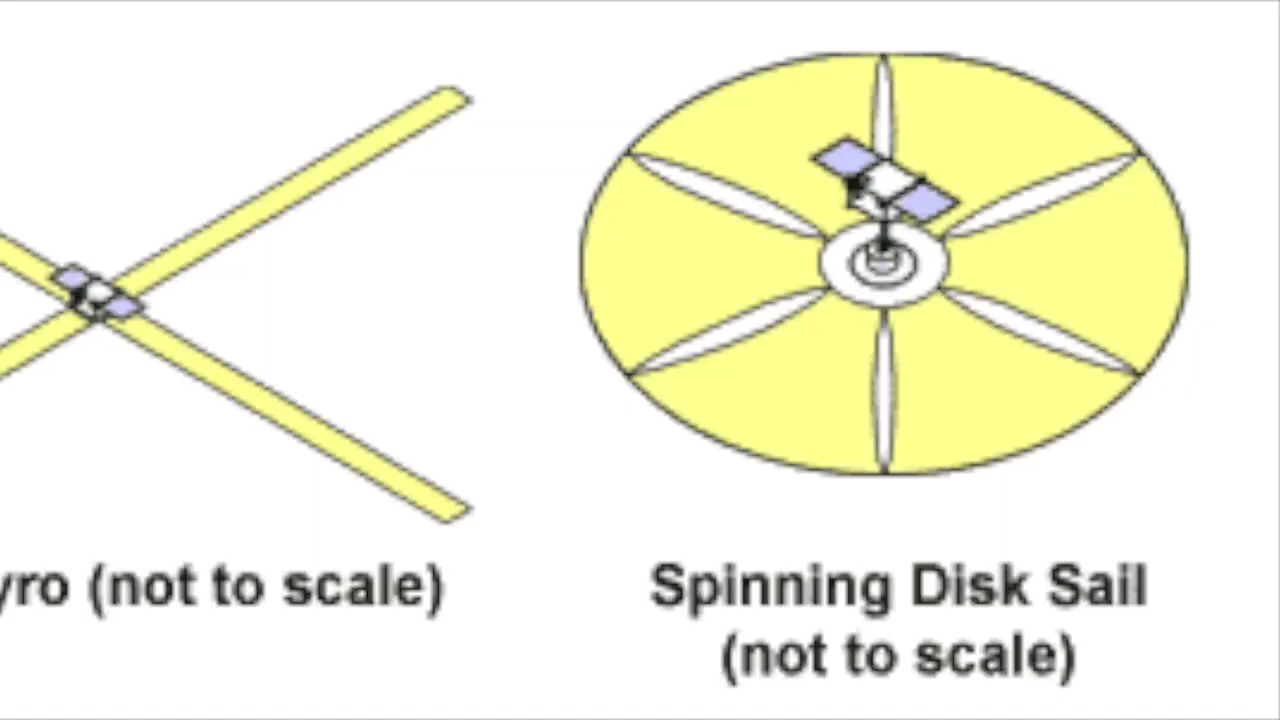 yro (not to scale)
Spinning Disk Sail
(not to scale)